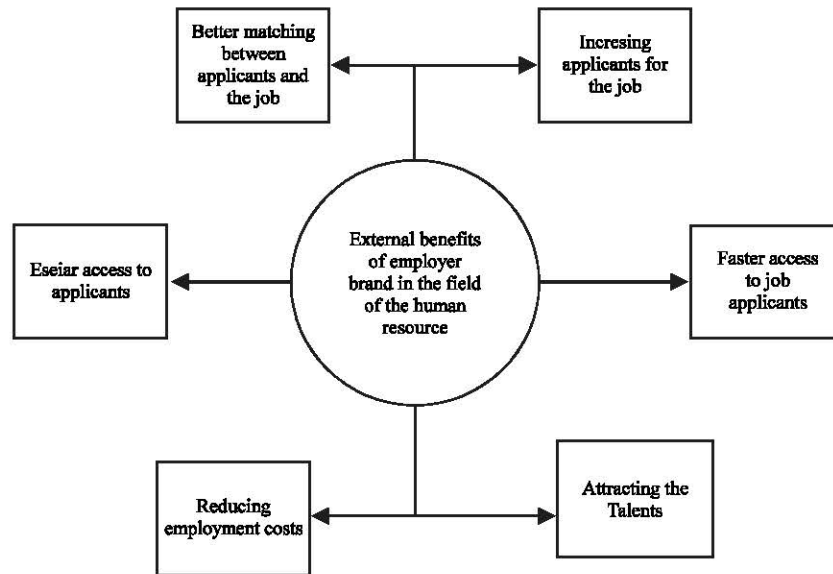 Better matching
between
applicants and
the job
Incresing
applicants for
the job
Eseiar access to
applicants
External benefits
of employer
brand in the field
of the human
resource
Faster access
to job
applicants
Reducing
employment costs
Attracting the
Talents